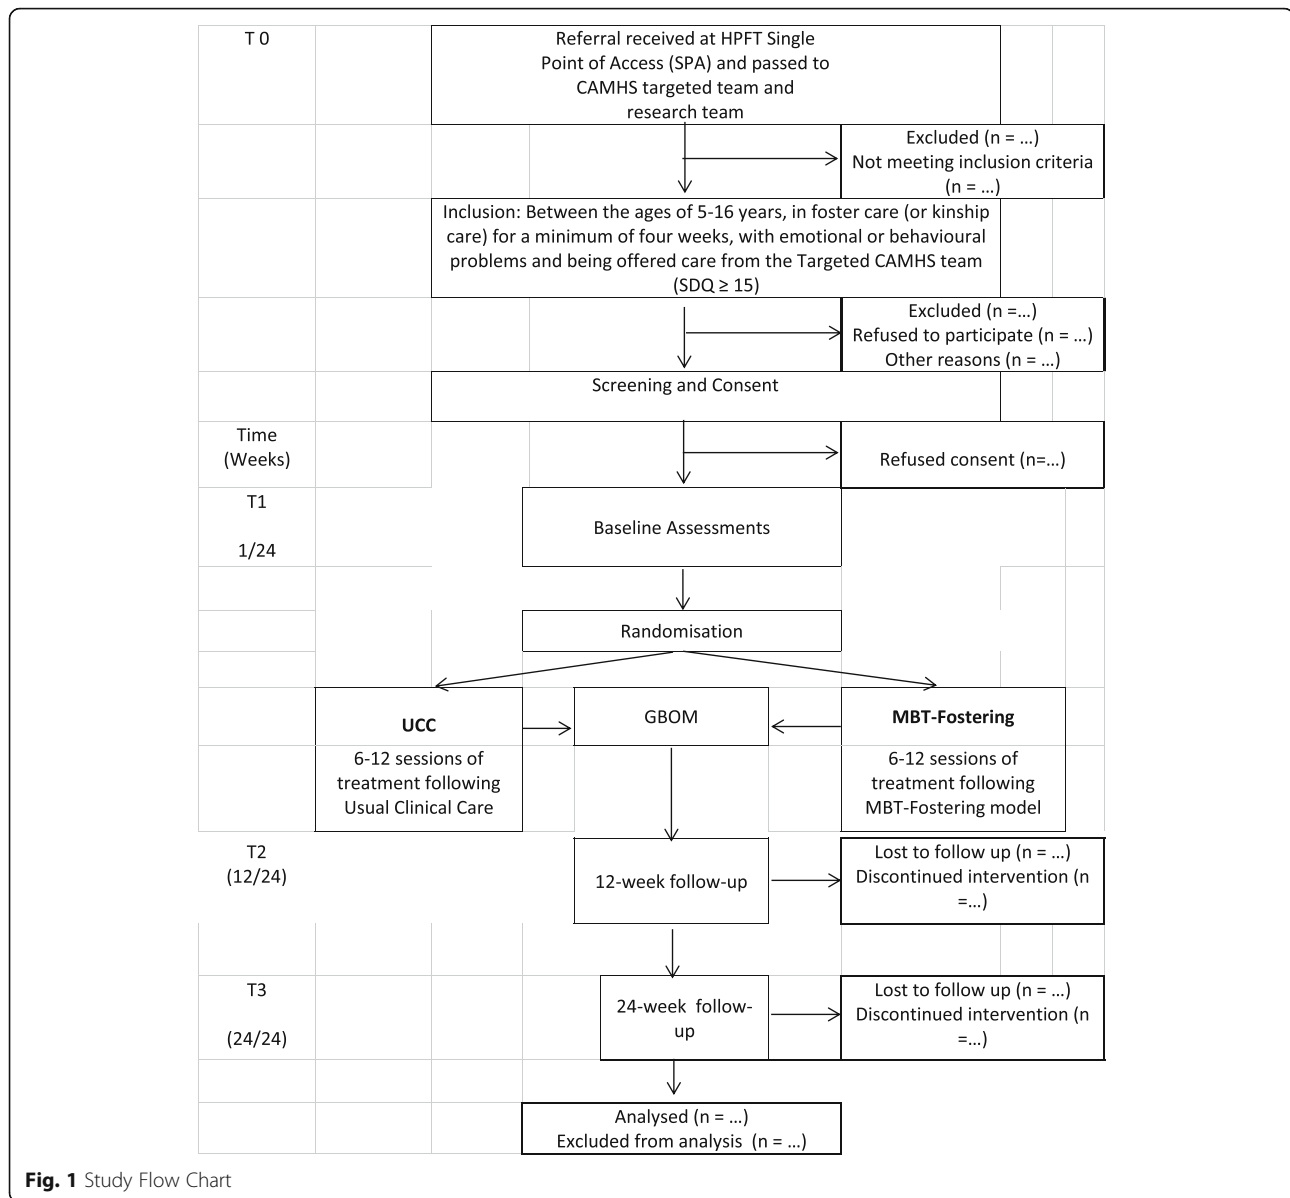 T 0
Referral received at HPFT Single
Point of Access (SPA) and passed to
CAMHS targeted team and
research team
Excluded (n = ...)
Not meeting inclusion criteria
(n = ...)
Inclusion: Between the ages of 5-16 years, in foster care (or kinship
care) for a minimum of four weeks, with emotional or behavioural
problems and being offered care from the Targeted CAMHS team
(SDQ ≥ 15)
Excluded (n =...)
Refused to participate (n = ...)
Other reasons (n = ...)
Screening and Consent
Time
(Weeks)
Refused consent (n=...)
T1
1/24
Baseline Assessments
Randomisation
UCC
6-12 sessions of
treatment following
Usual Clinical Care
GBOM
MBT-Fostering
6-12 sessions of
treatment following
MBT-Fostering model
T2
(12/24)
12-week follow-up
Lost to follow up (n = ...)
Discontinued intervention (n
=...)
T3
(24/24)
24-week follow-
up
Lost to follow up (n = ...)
Discontinued intervention (n
=...)
Analysed (n = ...)
Excluded from analysis (n = ...)
Fig. 1 Study Flow Chart